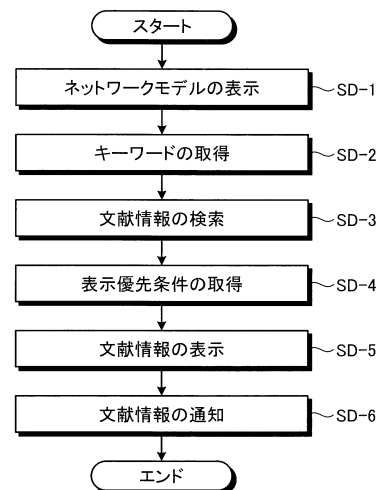 スタート
ネットワークモデルの表示 SD-1
キーワードの取得 SD-2
文献情報の検索 SD-3
表示優先条件の取得 SD-4
文献情報の表示 SD-5
文献情報の通知 SD-6
エンド